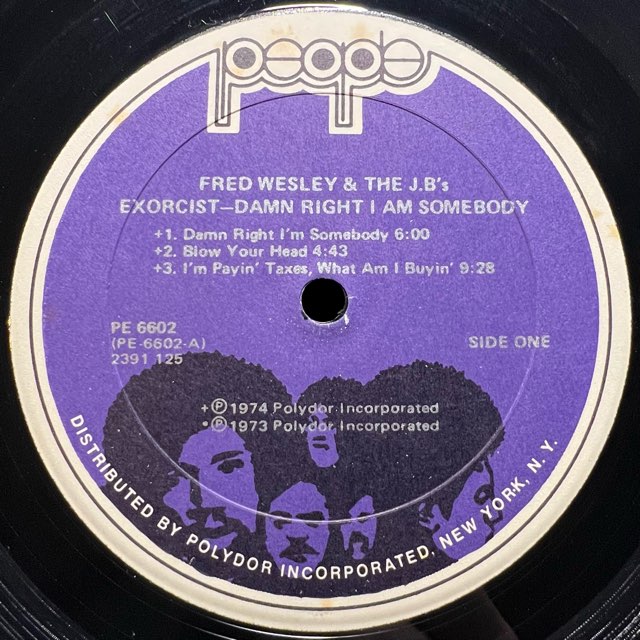 people
FRED WESLEY & THE J.B's
EXORCIST—DAMN RIGHT I AM SOMEBODY
+1. Damn Right I'm Somebody 6:00
+2. Blow Your Head 4:43
+3. I'm Payin' Taxes, What Am I Buyin' 9:28
PE 6602
(PE-6602-A)
2391 125
SIDE ONE
+℗1974 Polydor Incorporated
*℗1973 Polydor Incorporated
DISTRIBUTED BY POLYDOR INCORPORATED. NEW YORK, N.Y.